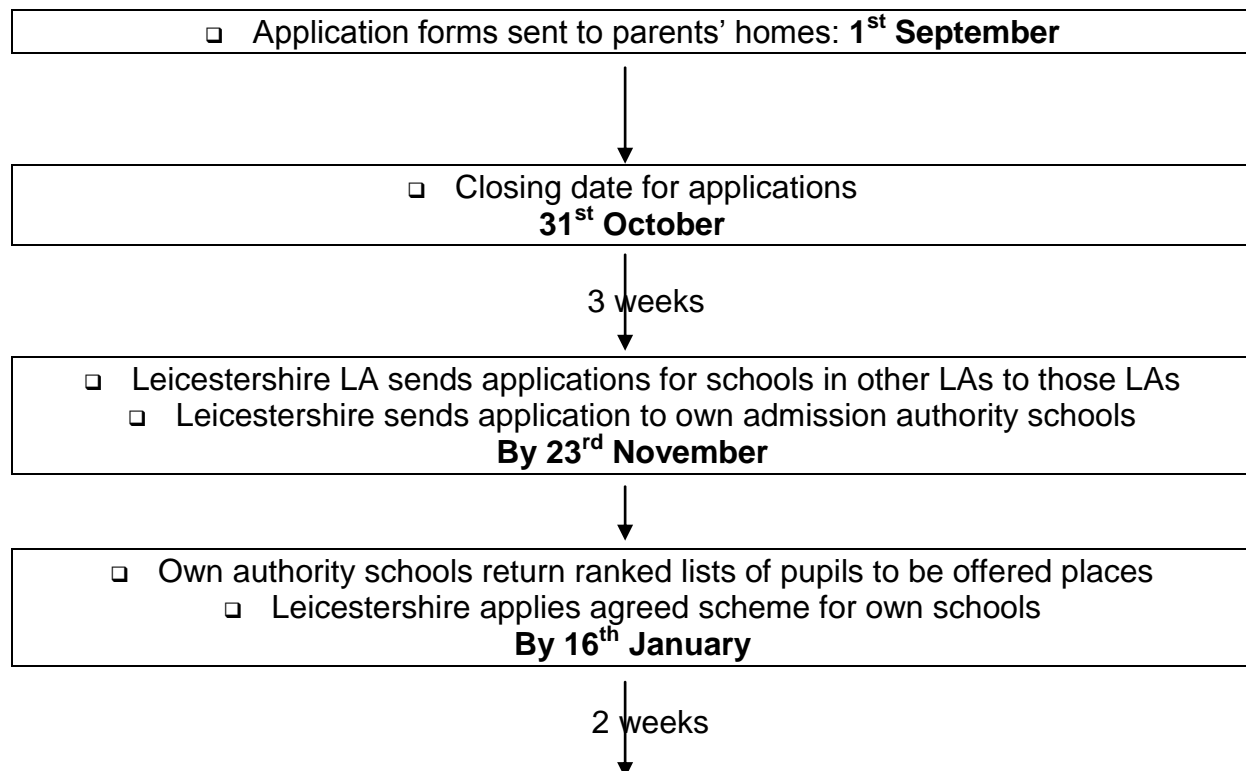 ❑ Application forms sent to parents’ homes: 1st September
❑ Closing date for applications
31st October
3 weeks
❑ Leicestershire LA sends applications for schools in other LAs to those LAs
❑ Leicestershire sends application to own admission authority schools
By 23rd November
❑ Own authority schools return ranked lists of pupils to be offered places
❑ Leicestershire applies agreed scheme for own schools
By 16th January
2 weeks